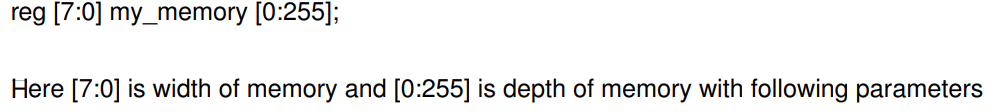 reg [7:0] my_memory [0:255];
Here [7:0] is width of memory and [0:255] is depth of memory with following parameters